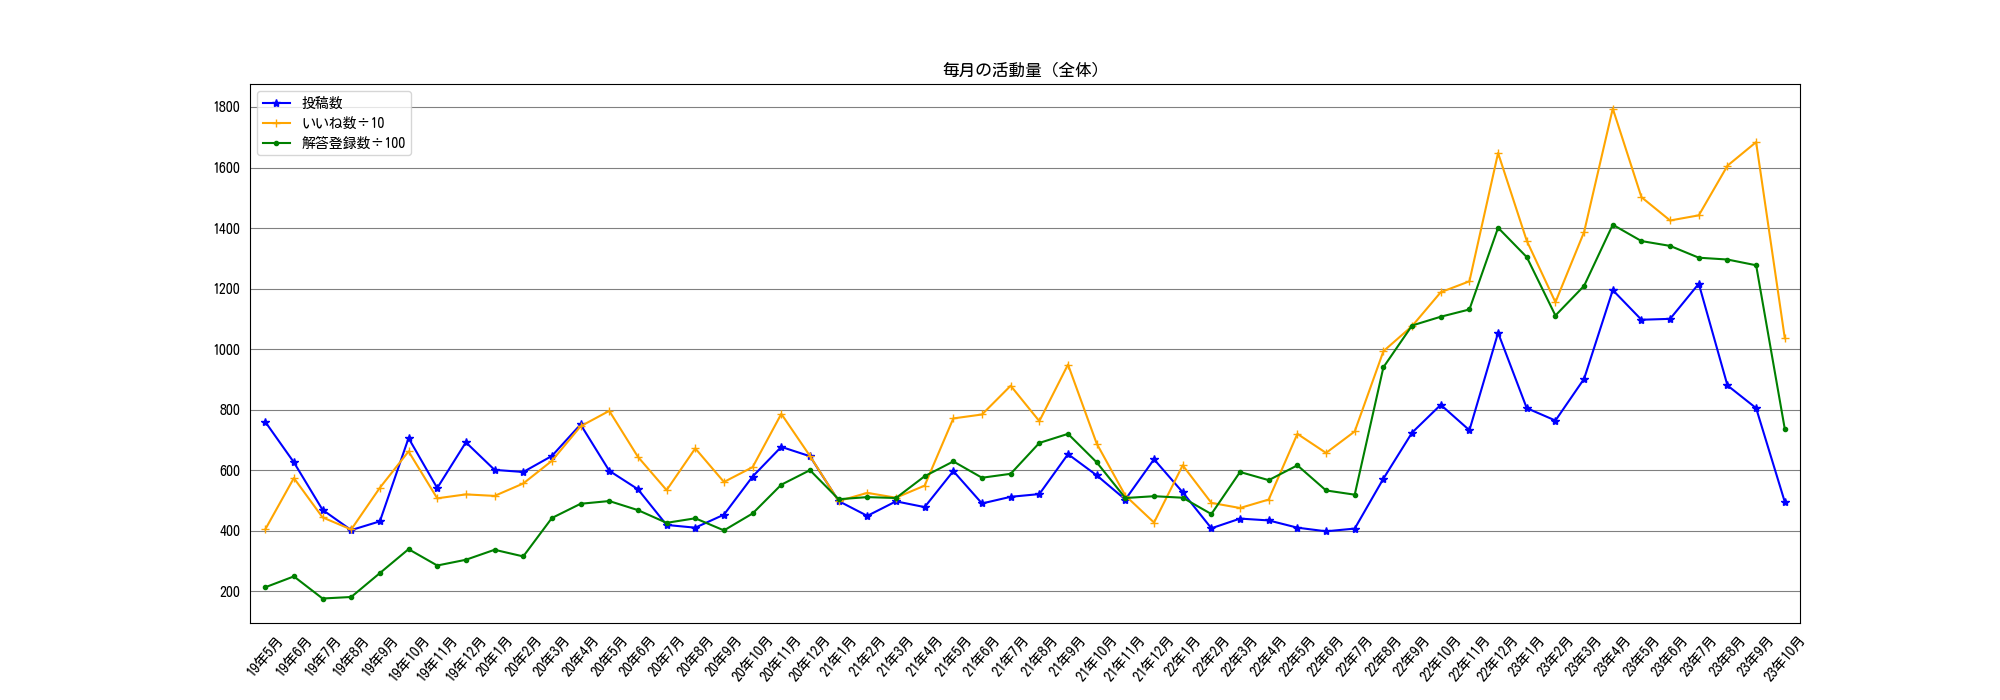 毎月の活動量（全体）
投稿数
いいね数÷10
解答登録数÷100
1800
1600
1400
1200
1000
800
600
400
200
19年5月
19年6月
19年7月
19年8月
19年9月
19年10月
19年11月
19年12月
20年1月
20年2月
20年3月
20年4月
20年5月
20年6月
20年7月
20年8月
20年9月
20年10月
20年11月
20年12月
21年1月
21年2月
21年3月
21年4月
21年5月
21年6月
21年7月
21年8月
21年9月
21年10月
21年11月
21年12月
22年1月
22年2月
22年3月
22年4月
22年5月
22年6月
22年7月
22年8月
22年9月
22年10月
22年11月
22年12月
23年1月
23年2月
23年3月
23年4月
23年5月
23年6月
23年7月
23年8月
23年9月
23年10月